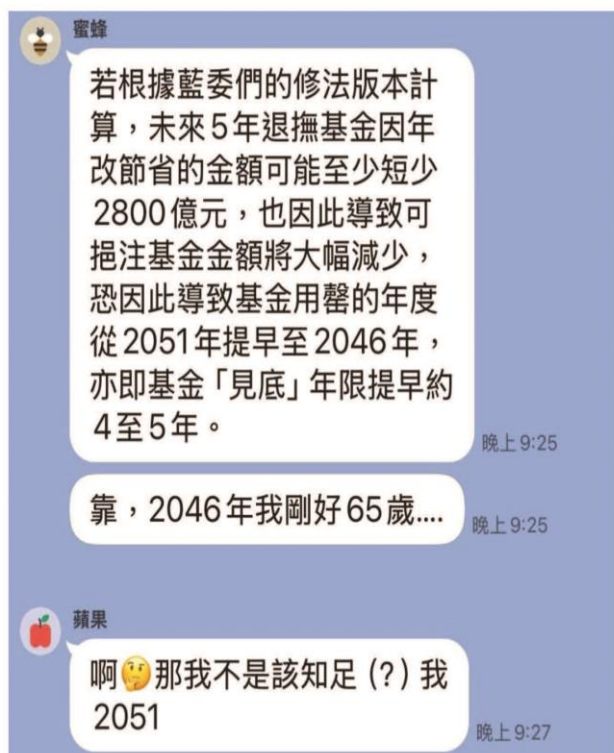 蜜蜂
若根據藍委們的修法版本計
算，未來5年退撫基金因年
改節省的金額可能至少短少
2800億元，也因此導致可
挹注基金金額將大幅減少，
恐因此導致基金用罄的年度
從2051年提早至2046年，
亦即基金「見底」年限提早約
4至5年。
晚上9:25
靠，2046年我剛好65歲....
晚上9:25
蘋果
啊🤔那我不是該知足（?）我
2051
晚上9:27